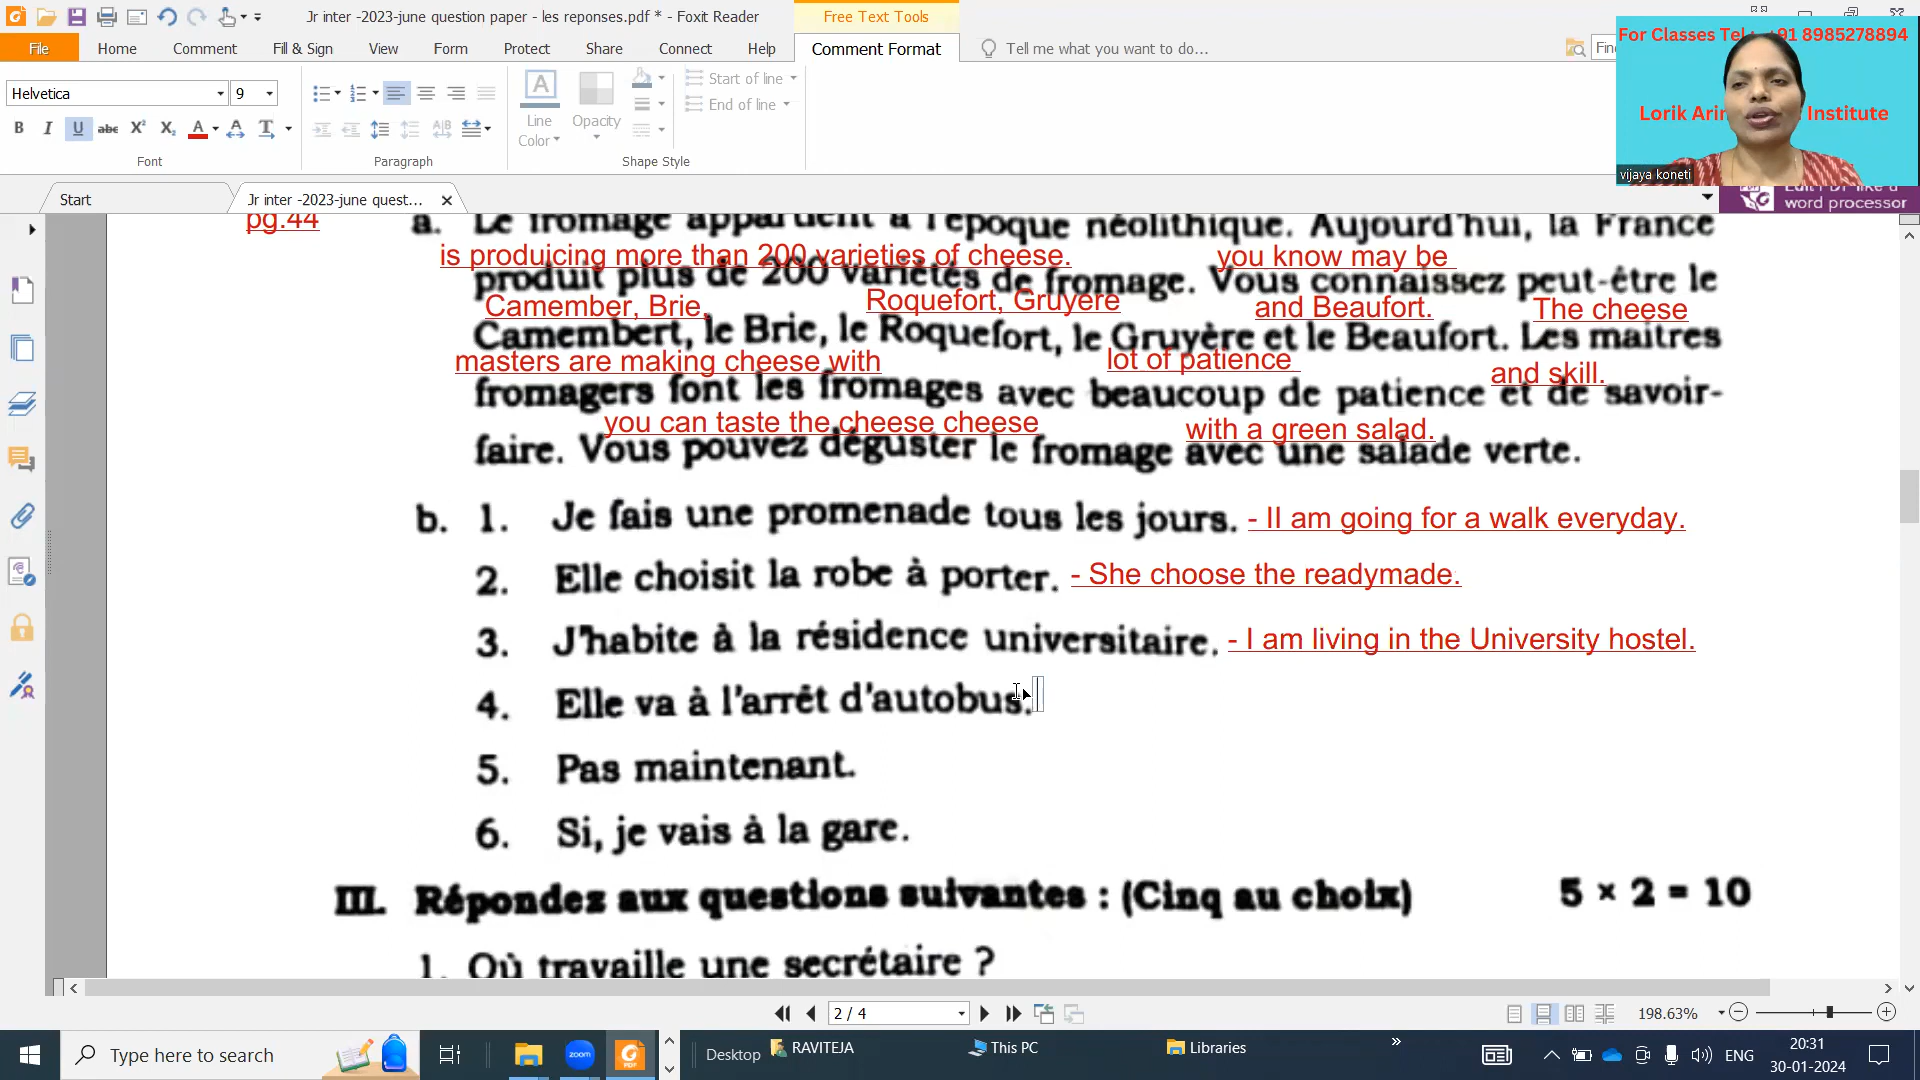 Jr inter -2023-june question paper - les reponses.pdf * - Foxit Reader
Free Text Tools
For Classes Tel : +91 8985278894
File Home Comment Fill & Sign View Form Protect Share Connect Help Comment Format Tell me what you want to do...
Helvetica 9
Start of line
End of line
Line Color
Opacity
Font Paragraph Shape Style
Institute
vijaya koneti
Start
Jr inter -2023-june quest...
word processor
pg.44
a. Le fromage appartient à l'époque néolithique. Aujourd'hui, la France
is produicing more than 200 varieties of cheese. you know may be
produit plus de 200 variétés de fromage. Vous connaissez peut-être le
Camember, Brie, Roquefort, Gruyere and Beaufort. The cheese
Camembert, le Brie, le Roquefort, le Gruyère et le Beaufort. Les maitres
masters are making cheese with lot of patience and skill.
fromagers font les fromages avec beaucoup de patience et de savoir-
you can taste the cheese cheese with a green salad.
faire. Vous pouvez déguster le fromage avec une salade verte.
b. 1. Je fais une promenade tous les jours. - II am going for a walk everyday.
2. Elle choisit la robe à porter. - She choose the readymade.
3. J'habite à la résidence universitaire. - I am living in the University hostel.
4. Elle va à l'arrêt d'autobus.
5. Pas maintenant.
6. Si, je vais à la gare.
III. Répondez aux questions suivantes : (Cinq au choix) 5 × 2 = 10
1. Où travaille une secrétaire ?
2 / 4
198.63%
Type here to search
zoom
Desktop
RAVITEJA
This PC
Libraries
ENG
20:31
30-01-2024